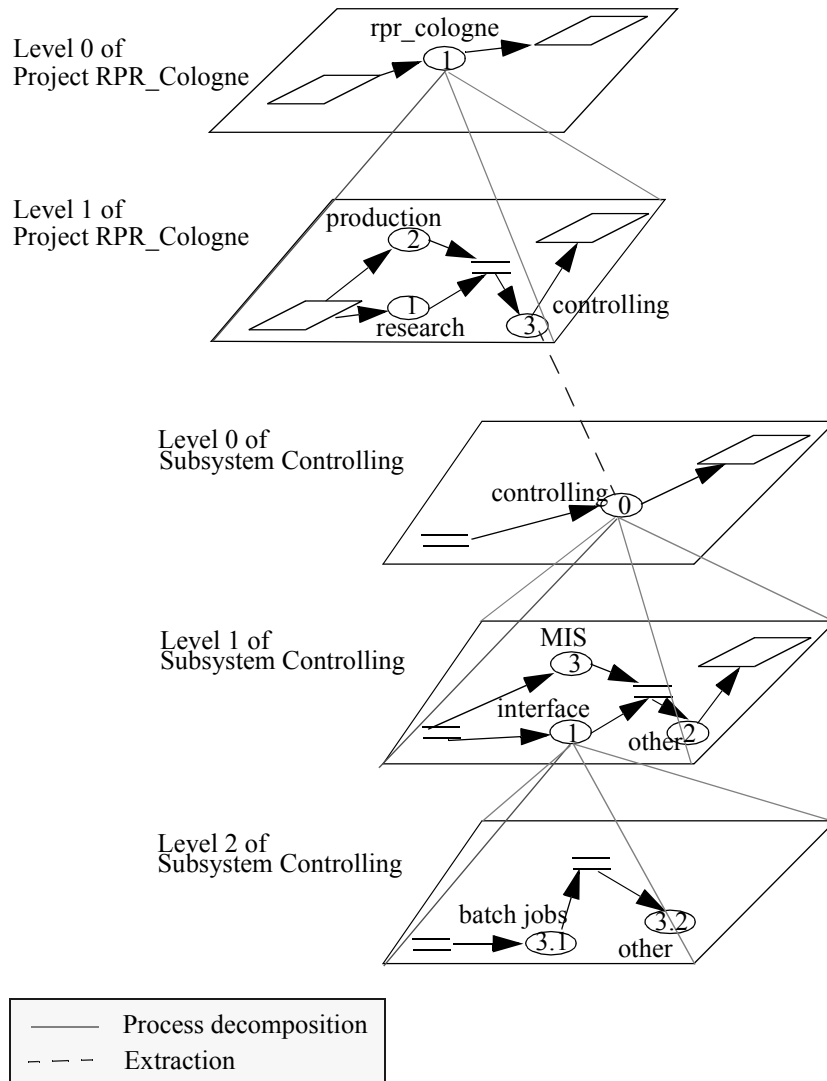 rpr_cologne
Level 0 of
Project RPR_Cologne
1
Level 1 of
Project RPR_Cologne
production
2
1
research
controlling
3
Level 0 of
Subsystem Controlling
controlling
0
Level 1 of
Subsystem Controlling
MIS
3
interface
1
other
2
Level 2 of
Subsystem Controlling
batch jobs
3.1
3.2
other
Process decomposition
Extraction